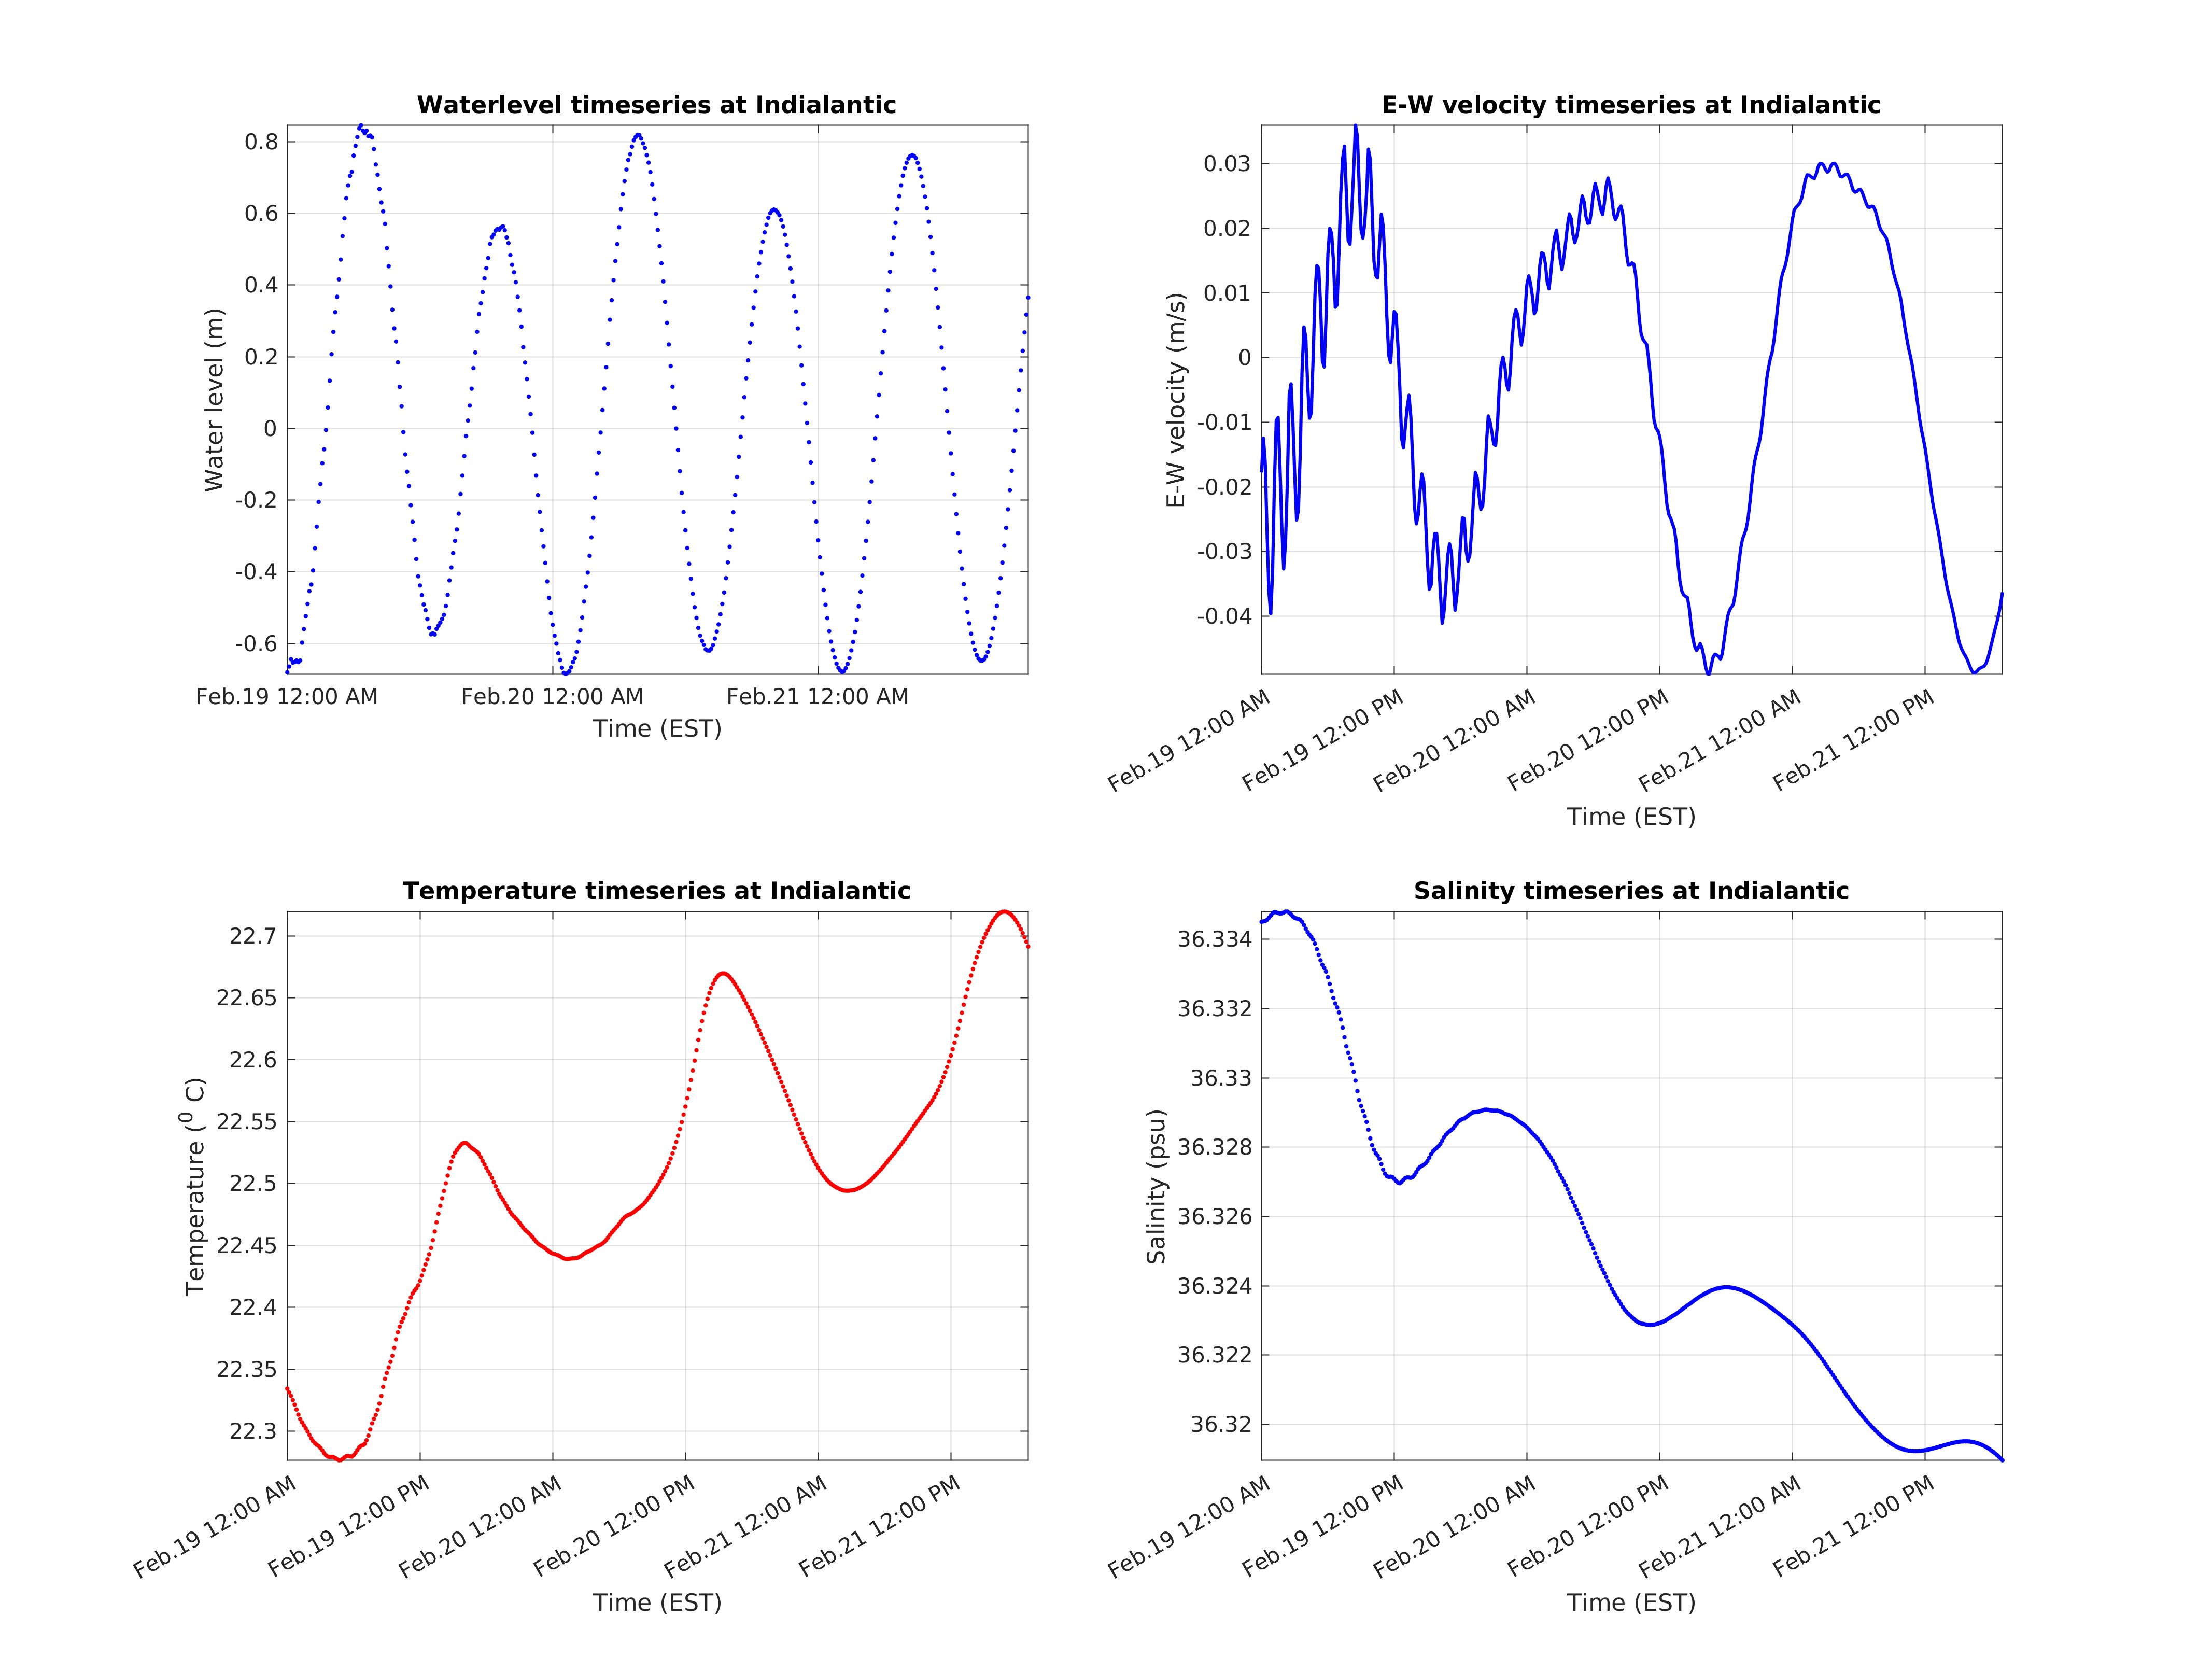 Waterlevel timeseries at Indialantic
0.8
0.6
0.4
0.2
0
-0.2
-0.4
-0.6
Water level (m)
Feb.19 12:00 AM
Feb.20 12:00 AM
Feb.21 12:00 AM
Time (EST)
E-W velocity timeseries at Indialantic
0.03
0.02
0.01
0
-0.01
-0.02
-0.03
-0.04
E-W velocity (m/s)
Feb.19 12:00 AM
Feb.19 12:00 PM
Feb.20 12:00 AM
Feb.20 12:00 PM
Feb.21 12:00 AM
Feb.21 12:00 PM
Time (EST)
Temperature timeseries at Indialantic
22.7
22.65
22.6
22.55
22.5
22.45
22.4
22.35
22.3
Temperature (⁰ C)
Feb.19 12:00 AM
Feb.19 12:00 PM
Feb.20 12:00 AM
Feb.20 12:00 PM
Feb.21 12:00 AM
Feb.21 12:00 PM
Time (EST)
Salinity timeseries at Indialantic
36.334
36.332
36.33
36.328
36.326
36.324
36.322
36.32
Salinity (psu)
Feb.19 12:00 AM
Feb.19 12:00 PM
Feb.20 12:00 AM
Feb.20 12:00 PM
Feb.21 12:00 AM
Feb.21 12:00 PM
Time (EST)